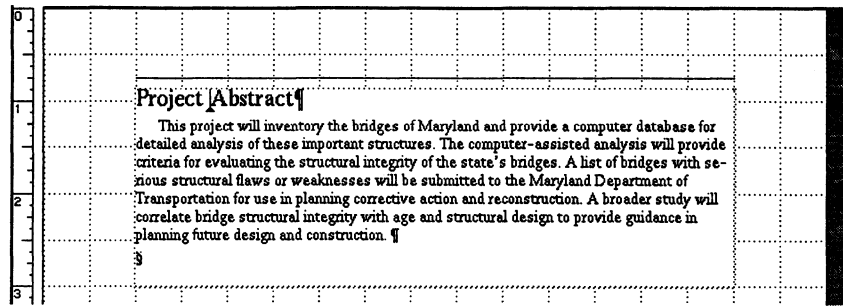 0
1
Project Abstract¶
This project will inventory the bridges of Maryland and provide a computer database for
detailed analysis of these important structures. The computer-assisted analysis will provide
criteria for evaluating the structural integrity of the state's bridges. A list of bridges with se-
rious structural flaws or weaknesses will be submitted to the Maryland Department of
2
Transportation for use in planning corrective action and reconstruction. A broader study will
correlate bridge structural integrity with age and structural design to provide guidance in
planning future design and construction. ¶
§
3